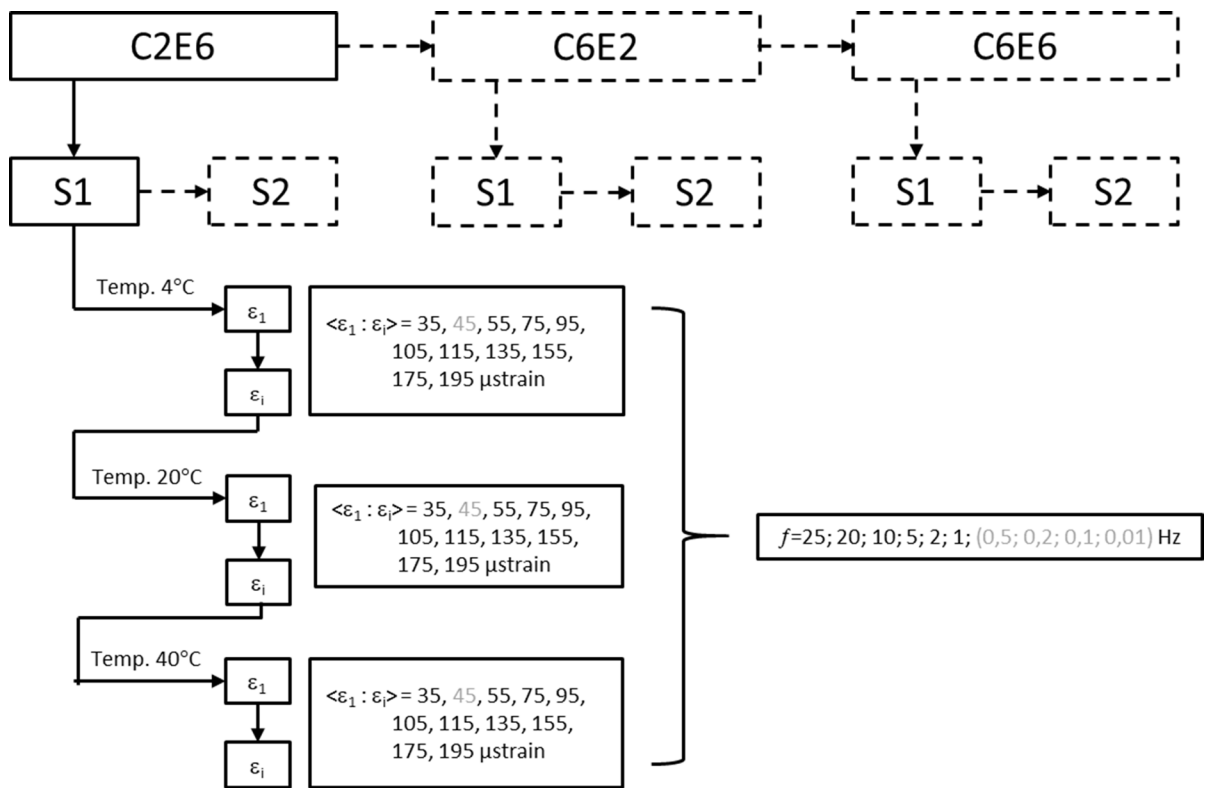 C2E6
C6E2
C6E6
S1
S2
S1
S2
S1
S2
Temp. 4°C
ε1
εi
<ε1 : εi> = 35, 45, 55, 75, 95,
105, 115, 135, 155,
175, 195 μstrain
Temp. 20°C
ε1
εi
<ε1 : εi> = 35, 45, 55, 75, 95,
105, 115, 135, 155,
175, 195 μstrain
f=25; 20; 10; 5; 2; 1; (0,5; 0,2; 0,1; 0,01) Hz
Temp. 40°C
ε1
εi
<ε1 : εi> = 35, 45, 55, 75, 95,
105, 115, 135, 155,
175, 195 μstrain